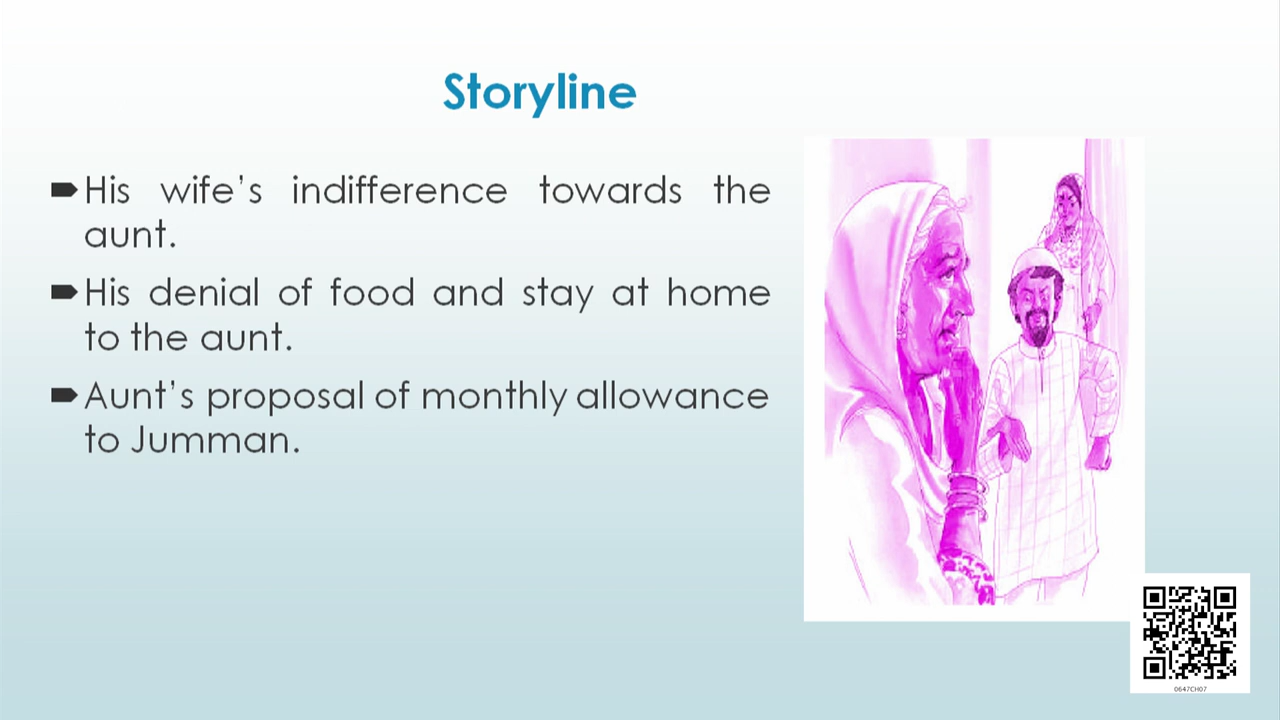 Storyline
His wife's indifference towards the
aunt.
His denial of food and stay at home
to the aunt.
Aunt's proposal of monthly allowance
to Jumman.
0647CH07